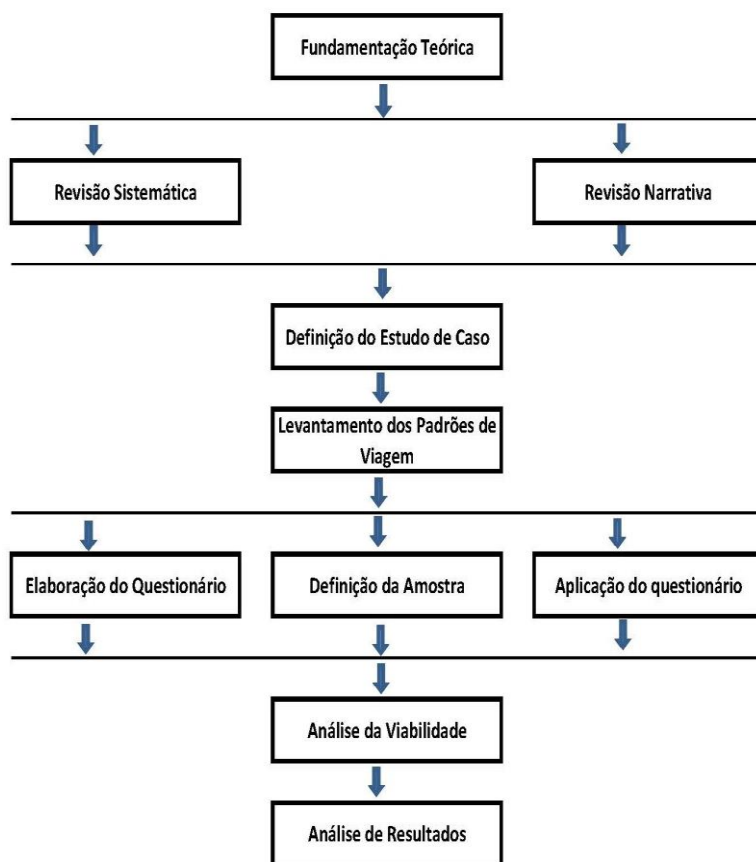 Fundamentação Teórica
Revisão Sistemática
Revisão Narrativa
Definição do Estudo de Caso
Levantamento dos Padrões de
Viagem
Elaboração do Questionário
Definição da Amostra
Aplicação do questionário
Análise da Viabilidade
Análise de Resultados